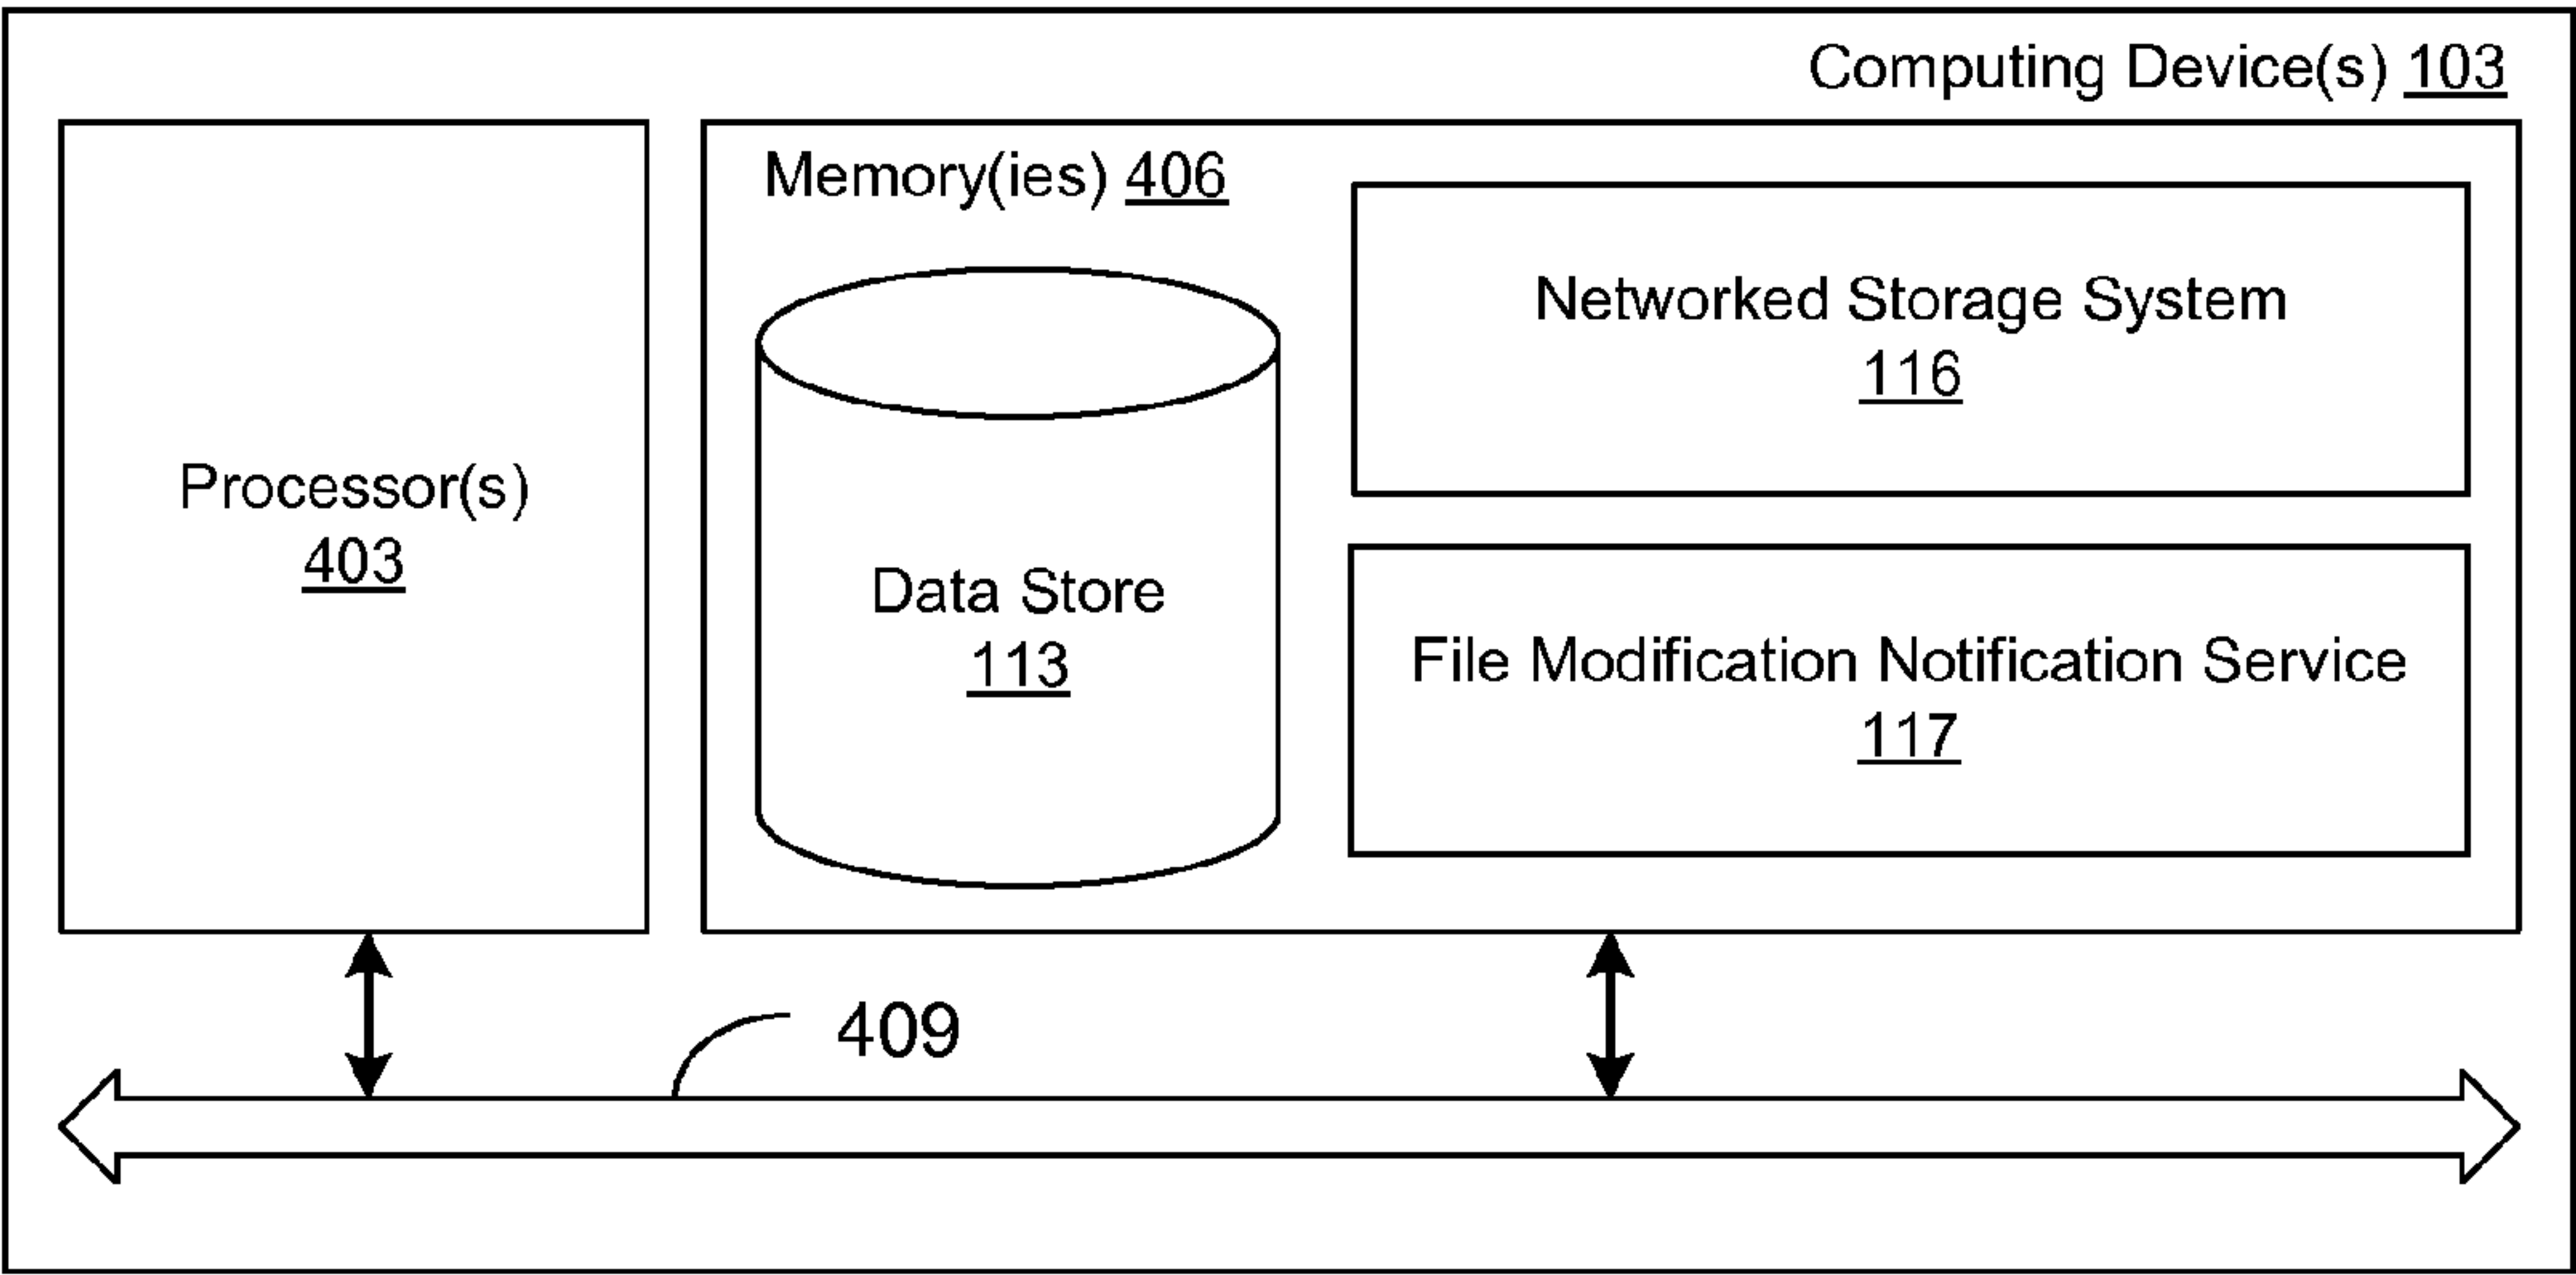 Computing Device(s) 103
Memory(ies) 406
Networked Storage System
116
Processor(s)
403
Data Store
113
File Modification Notification Service
117
409